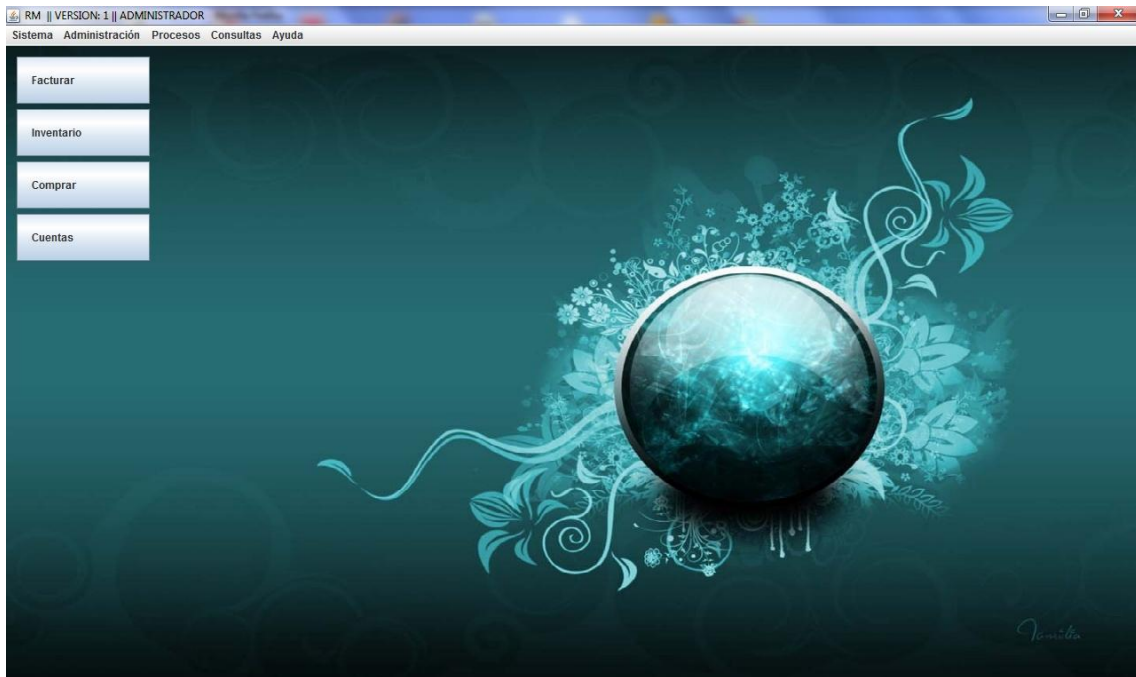 RM || VERSION: 1 || ADMINISTRADOR
Sistema Administración Procesos Consultas Ayuda
Facturar
Inventario
Comprar
Cuentas